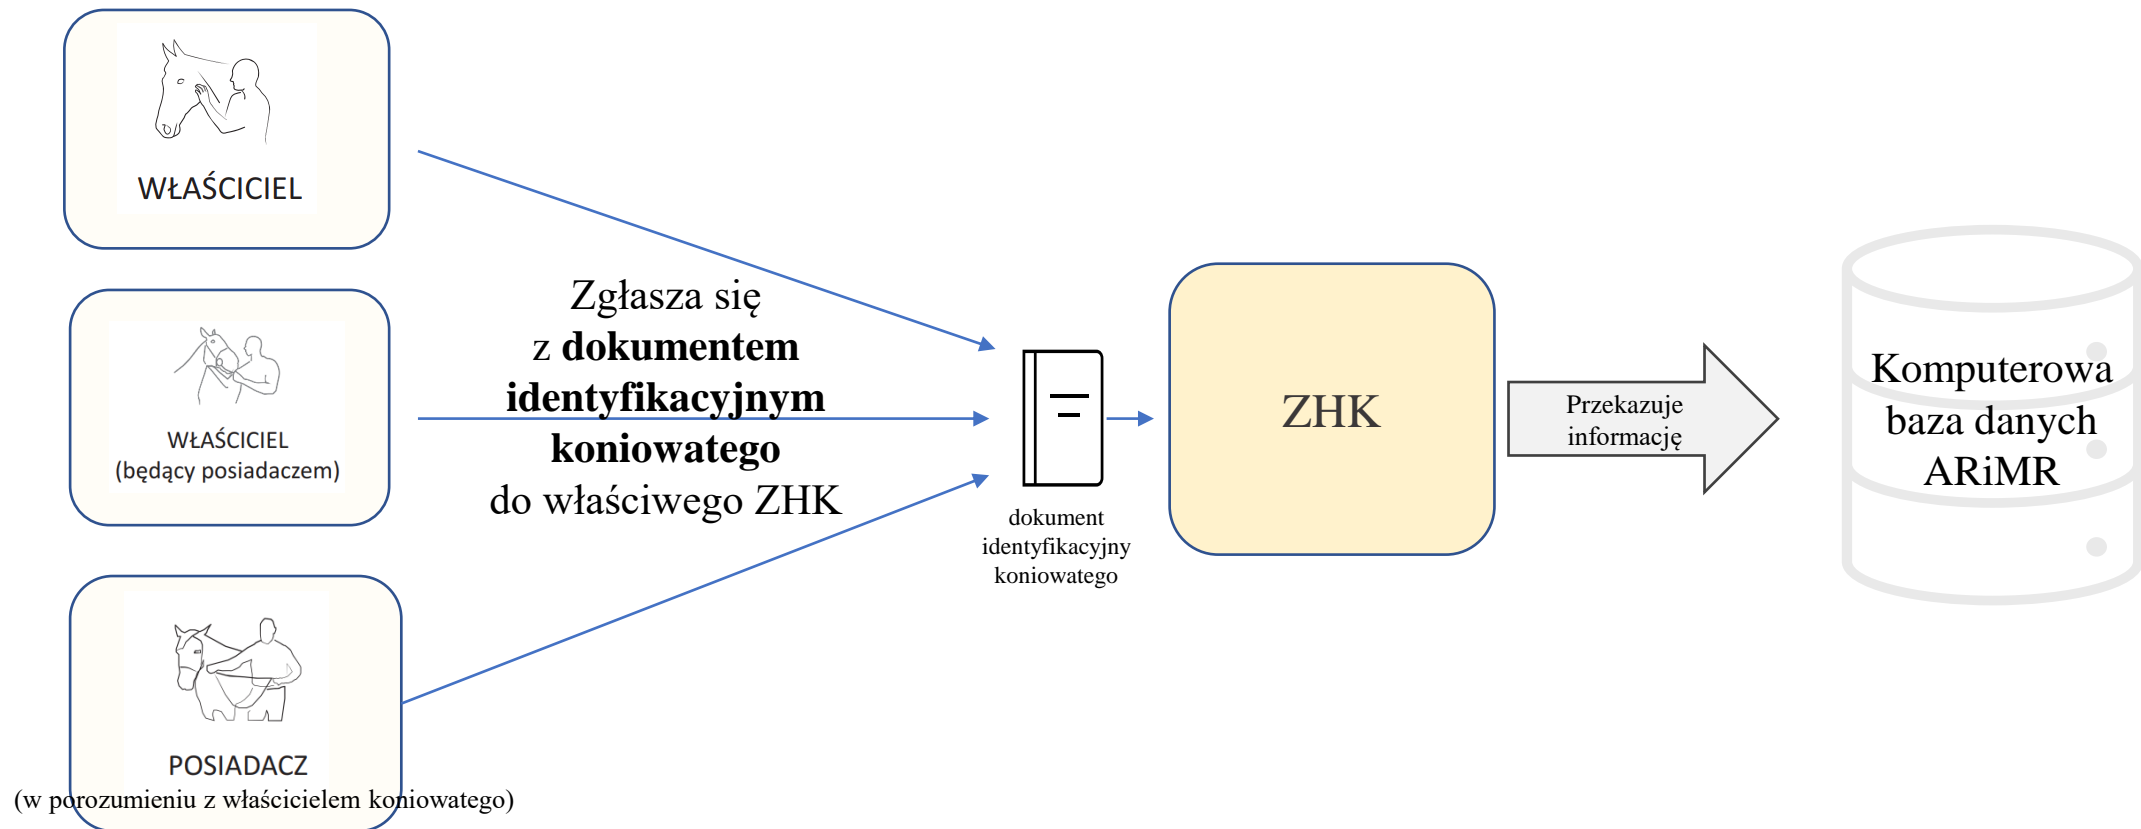 WŁAŚCICIEL
WŁAŚCICIEL
(będący posiadaczem)
POSIADACZ
(w porozumieniu z właścicielem koniowatego)
Zgłasza się
z dokumentem
identyfikacyjnym
koniowatego
do właściwego ZHK
dokument
identyfikacyjny
koniowatego
ZHK
Przekazuje
informację
Komputerowa
baza danych
ARiMR